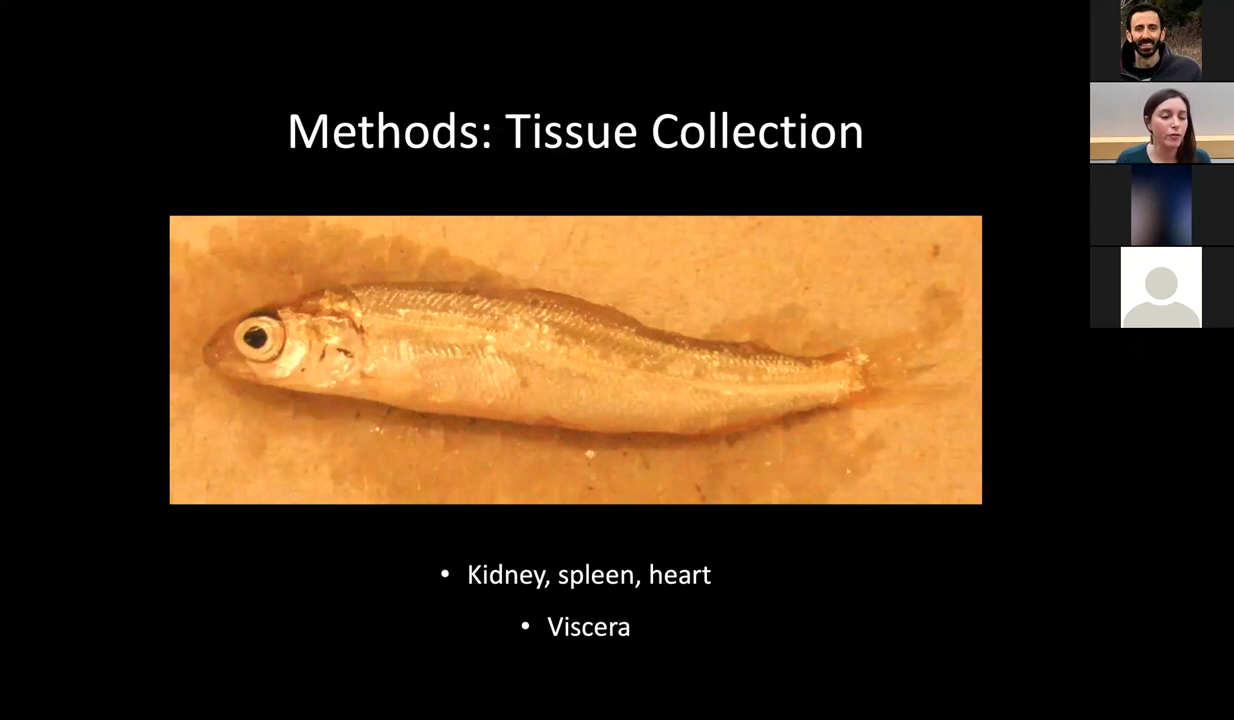 Methods: Tissue Collection
• Kidney, spleen, heart
• Viscera